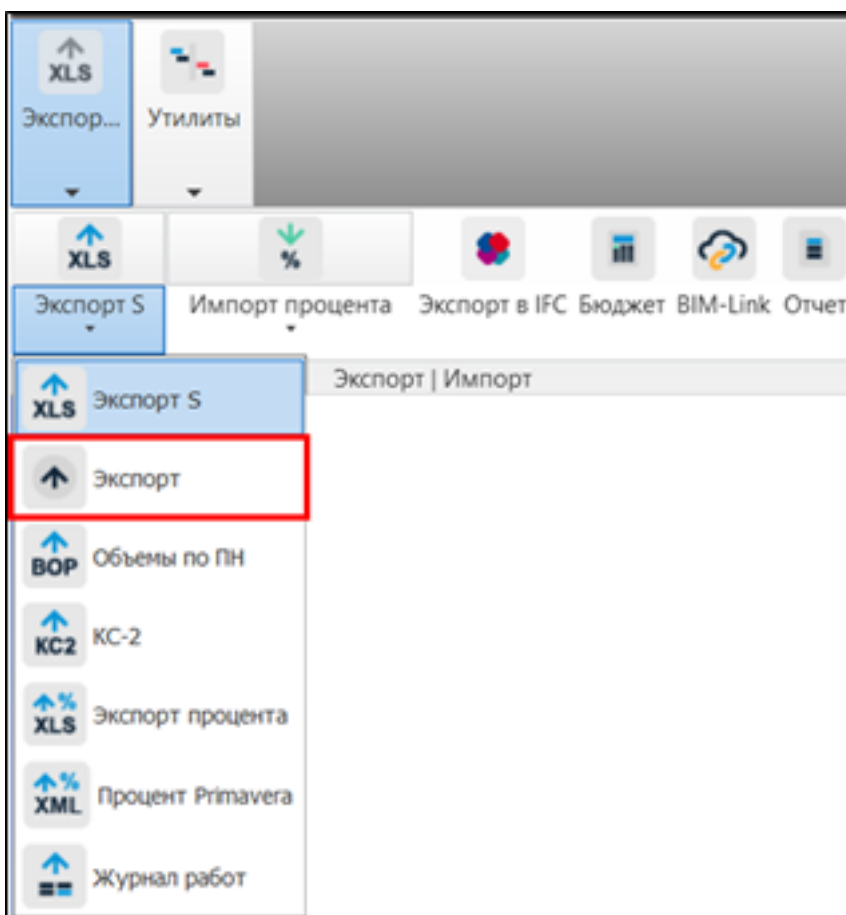 XLS
Экспор... Утилиты
XLS %
Экспорт S Импорт процента Экспорт в IFC Бюджет BIM-Link Отчет
Экспорт | Импорт
XLS Экспорт S
Экспорт
BOP Объемы по ПН
КС2 КС-2
% XLS Экспорт процента
% XML Процент Primavera
Журнал работ